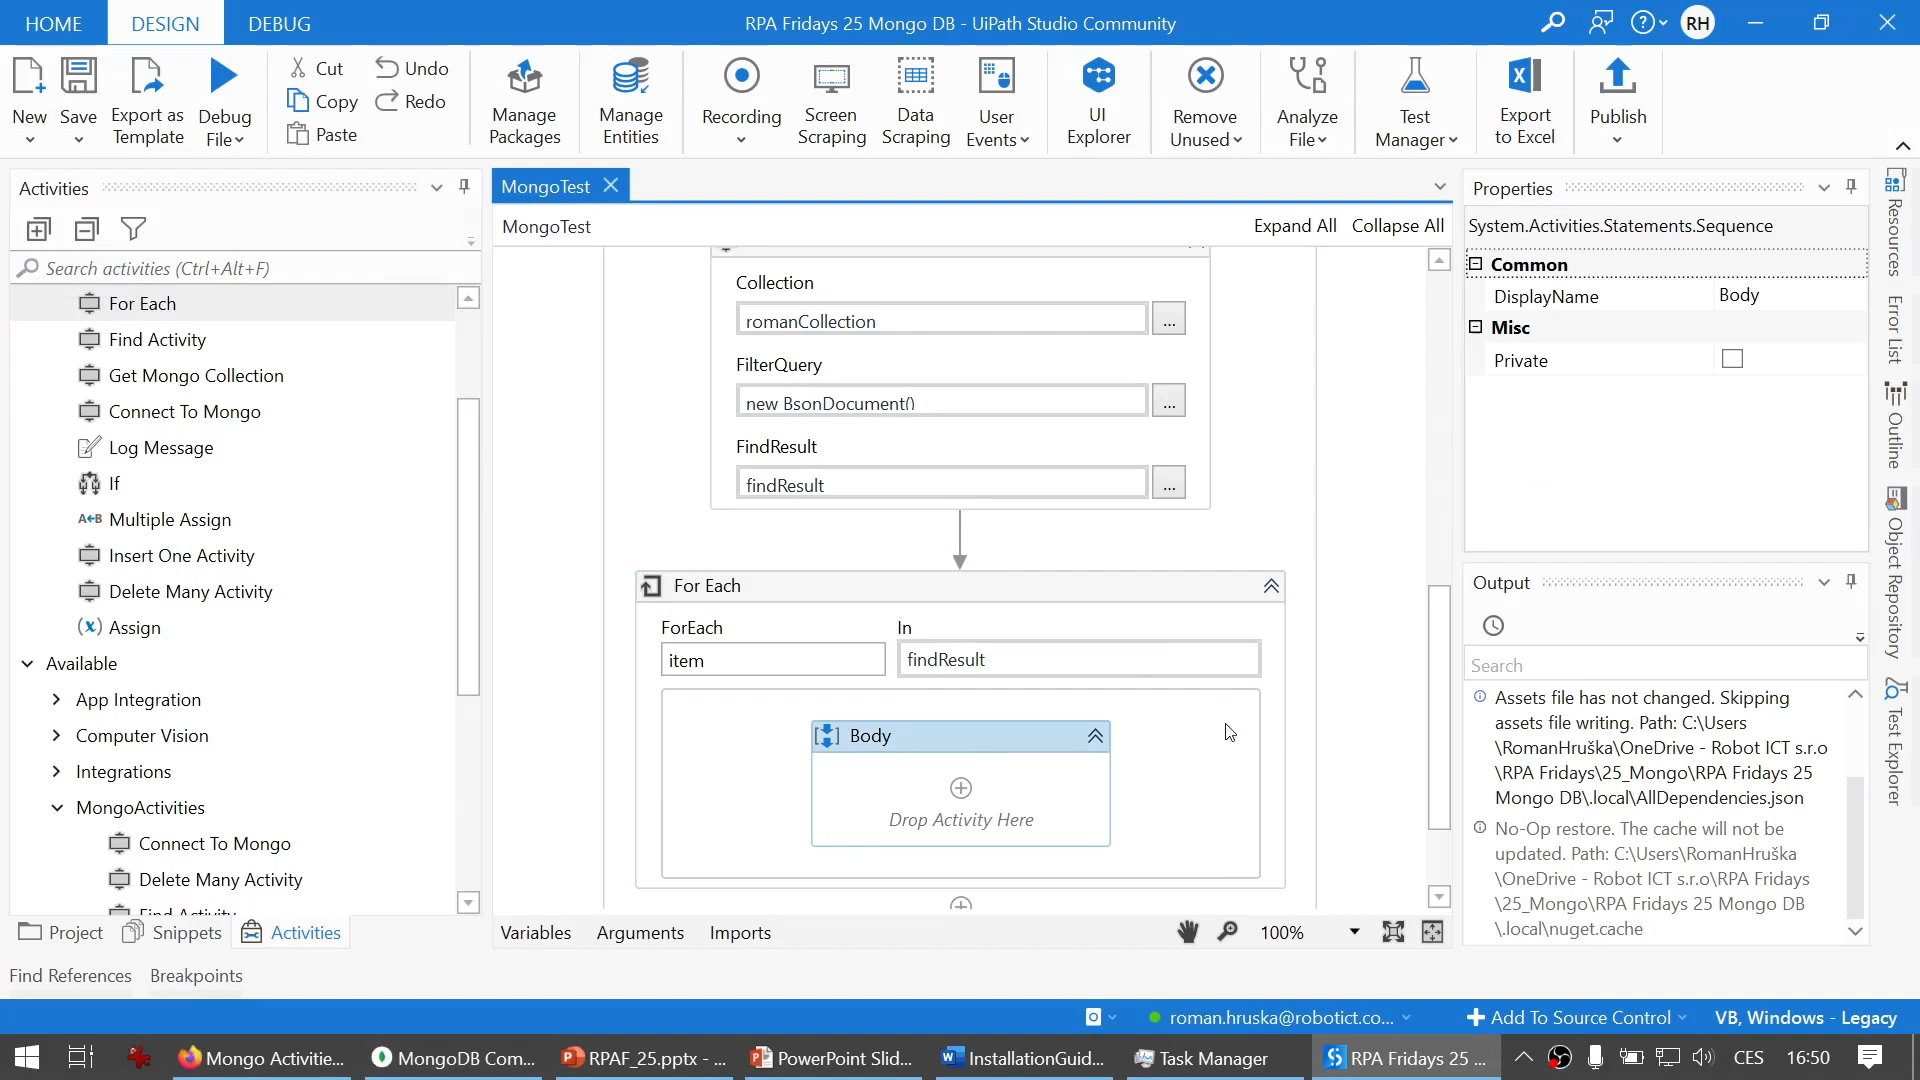 HOME DESIGN DEBUG RPA Fridays 25 Mongo DB - UiPath Studio Community RH
New Save Export as Template Debug File Cut Copy Paste Undo Redo
Manage Packages Manage Entities Recording Screen Scraping Data Scraping User Events UI Explorer Remove Unused Analyze File Test Manager Export to Excel Publish
Activities
Search activities (Ctrl+Alt+F)
For Each
Find Activity
Get Mongo Collection
Connect To Mongo
Log Message
If
Multiple Assign
Insert One Activity
Delete Many Activity
Assign
Available
App Integration
Computer Vision
Integrations
MongoActivities
Connect To Mongo
Delete Many Activity
Find Activity
Project Snippets Activities
Find References Breakpoints
MongoTest
MongoTest Expand All Collapse All
Collection
romanCollection ...
FilterQuery
new BsonDocument() ...
FindResult
findResult ...
For Each
ForEach In
item findResult
Body
Drop Activity Here
Variables Arguments Imports 100%
Properties
System.Activities.Statements.Sequence
Common
DisplayName Body
Misc
Private
Output
Search
Assets file has not changed. Skipping
assets file writing. Path: C:\Users
\RomanHruška\OneDrive - Robot ICT s.r.o
\RPA Fridays\25_Mongo\RPA Fridays 25
Mongo DB\.local\AllDependencies.json
No-Op restore. The cache will not be
updated. Path: C:\Users\RomanHruška
\OneDrive - Robot ICT s.r.o\RPA Fridays
\25_Mongo\RPA Fridays 25 Mongo DB
\.local\nuget.cache
Resources
Error List
Outline
Object Repository
Test Explorer
roman.hruska@robotict.co... Add To Source Control VB, Windows - Legacy
Mongo Activitie... MongoDB Com... RPAF_25.pptx - ... PowerPoint Slid... InstallationGuid... Task Manager RPA Fridays 25 ... CES 16:50